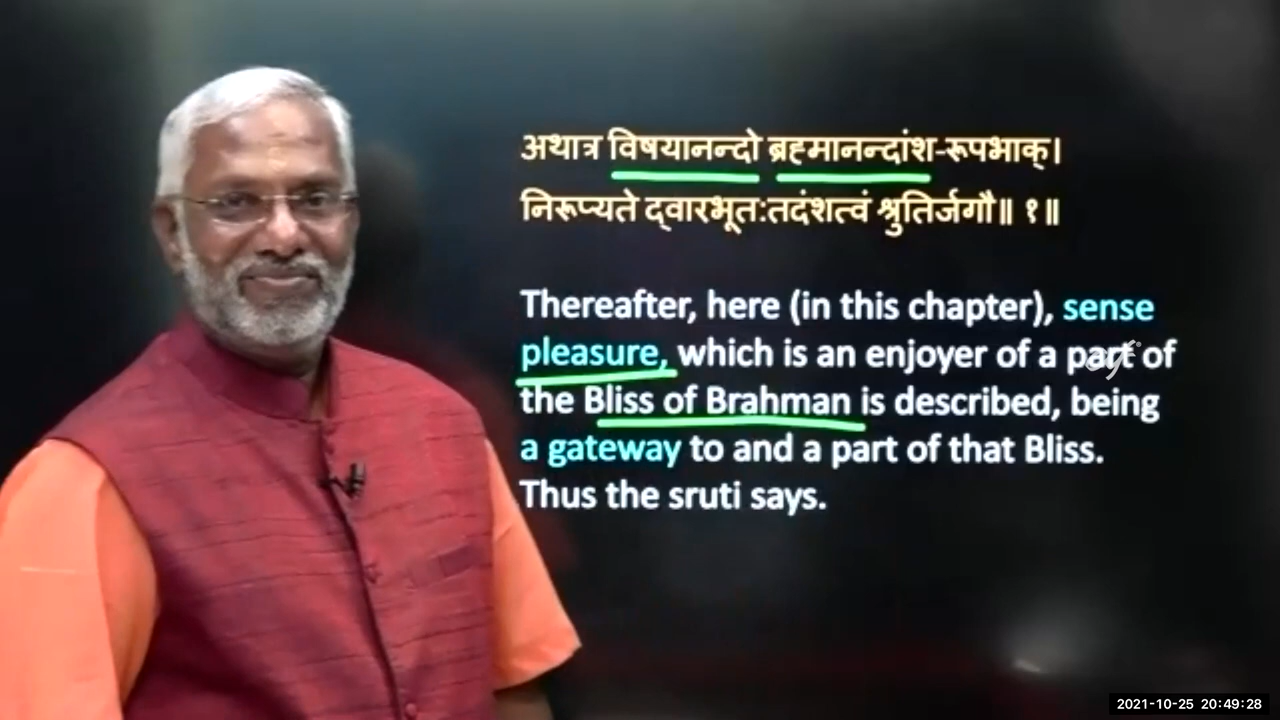 अथात्र विषयानन्दो ब्रह्मानन्दांश-रूपभाक्।
निरूप्यते द्वारभूतःतदंशत्वं श्रुतिर्जगौ॥ १॥
Thereafter, here (in this chapter), sense
pleasure, which is an enjoyer of a part of
the Bliss of Brahman is described, being
a gateway to and a part of that Bliss.
Thus the sruti says.
2021-10-25 20:49:28